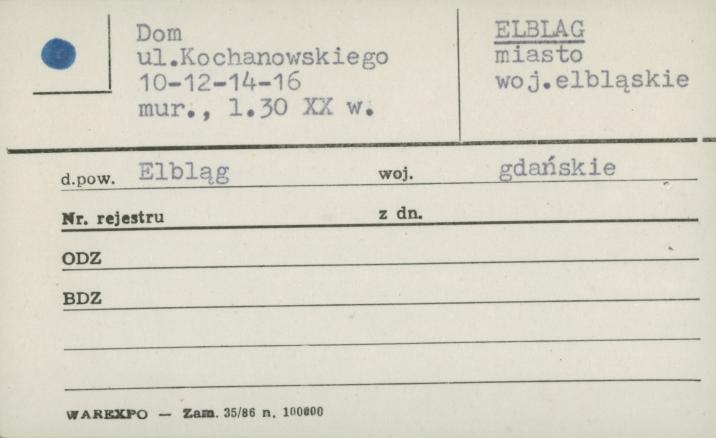 Dom
ul.Kochanowskiego
10-12-14-16
mur., l.30 XX w.
ELBLAG
miasto
woj.elbląskie
d.pow. Elbląg woj. gdańskie
Nr. rejestru z dn.
ODZ
BDZ
WAREXPO — Zam. 35/86 n. 100000